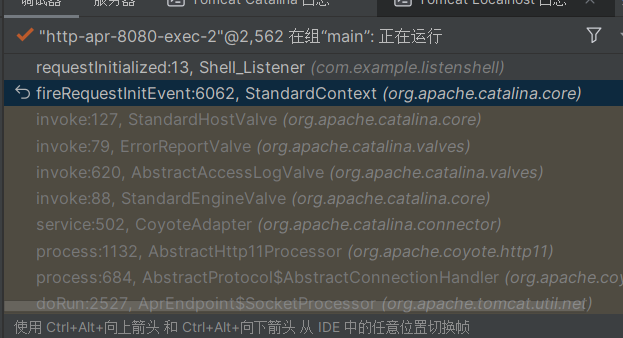 调试器 服务器 Tomcat Catalina 日志 Tomcat Localhost 日志
"http-apr-8080-exec-2"@2,562 在组“main”: 正在运行
requestInitialized:13, Shell_Listener (com.example.listenshell)
fireRequestInitEvent:6062, StandardContext (org.apache.catalina.core)
invoke:127, StandardHostValve (org.apache.catalina.core)
invoke:79, ErrorReportValve (org.apache.catalina.valves)
invoke:620, AbstractAccessLogValve (org.apache.catalina.valves)
invoke:88, StandardEngineValve (org.apache.catalina.core)
service:502, CoyoteAdapter (org.apache.catalina.connector)
process:1132, AbstractHttp11Processor (org.apache.coyote.http11)
process:684, AbstractProtocol$AbstractConnectionHandler (org.apache.coyo
doRun:2527, AprEndpoint$SocketProcessor (org.apache.tomcat.util.net)
使用 Ctrl+Alt+向上箭头 和 Ctrl+Alt+向下箭头 从 IDE 中的任意位置切换帧